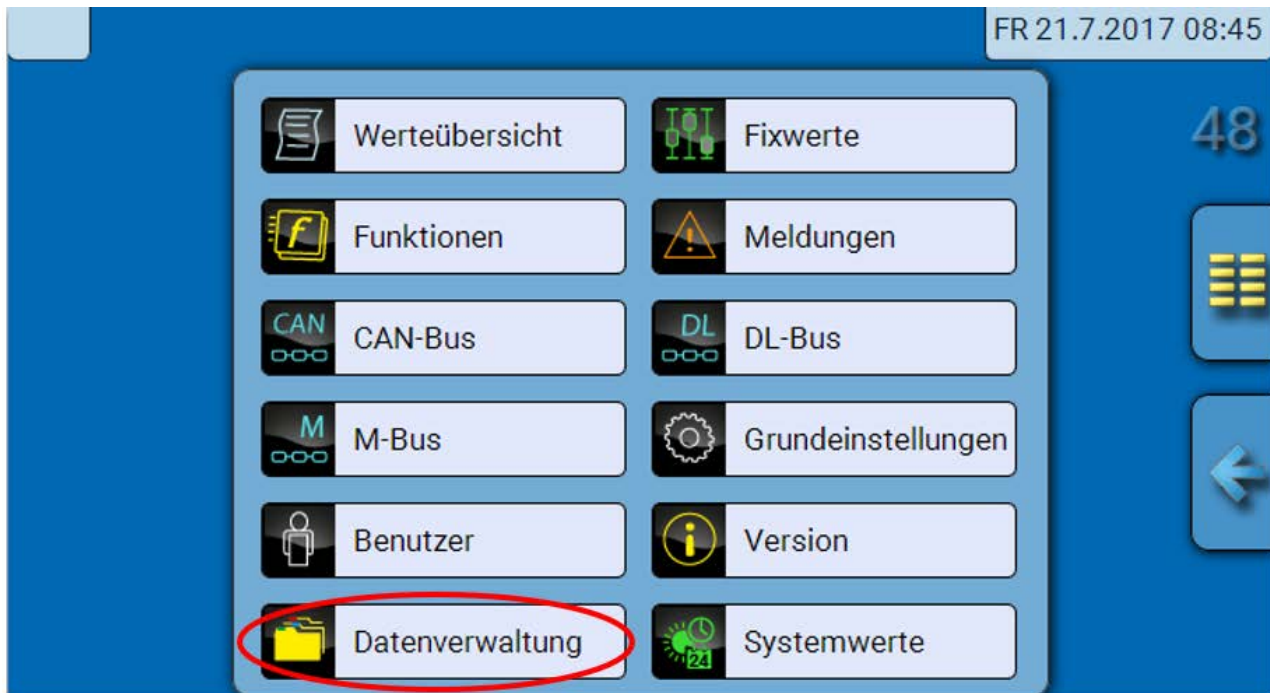 FR 21.7.2017 08:45
48
Werteübersicht
Fixwerte
Funktionen
Meldungen
CAN
CAN-Bus
DL
DL-Bus
M
M-Bus
Grundeinstellungen
Benutzer
Version
Datenverwaltung
24
Systemwerte